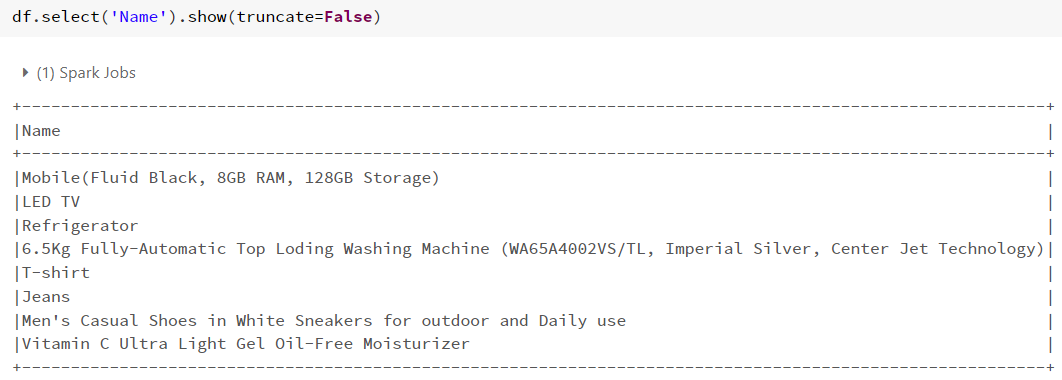 df.select('Name').show(truncate=False)
(1) Spark Jobs
+---------------------------------------------------------------------------------------------------------+
|Name                                                                                                     |
+---------------------------------------------------------------------------------------------------------+
|Mobile(Fluid Black, 8GB RAM, 128GB Storage)                                                              |
|LED TV                                                                                                   |
|Refrigerator                                                                                             |
|6.5Kg Fully-Automatic Top Loding Washing Machine (WA65A4002VS/TL, Imperial Silver, Center Jet Technology)|
|T-shirt                                                                                                  |
|Jeans                                                                                                    |
|Men's Casual Shoes in White Sneakers for outdoor and Daily use                                           |
|Vitamin C Ultra Light Gel Oil-Free Moisturizer                                                           |
+---------------------------------------------------------------------------------------------------------+